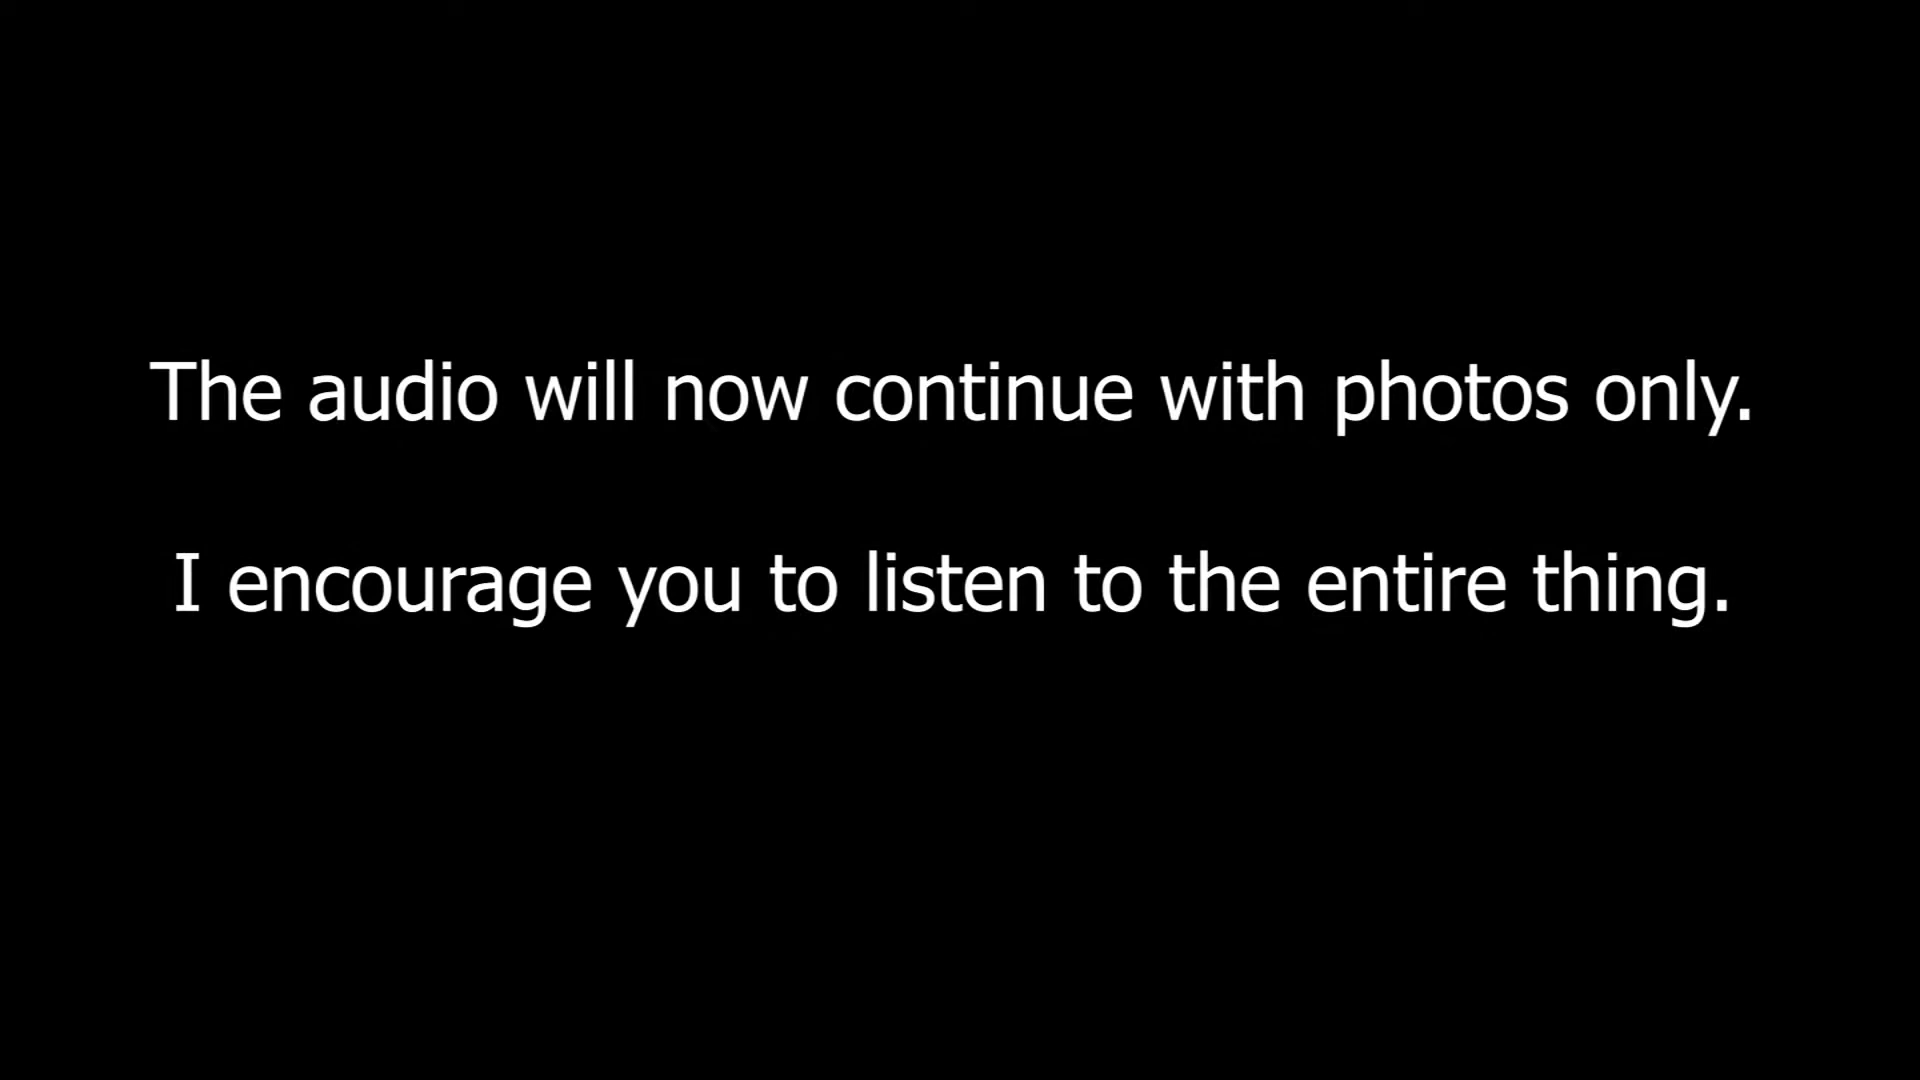 The audio will now continue with photos only.
I encourage you to listen to the entire thing.